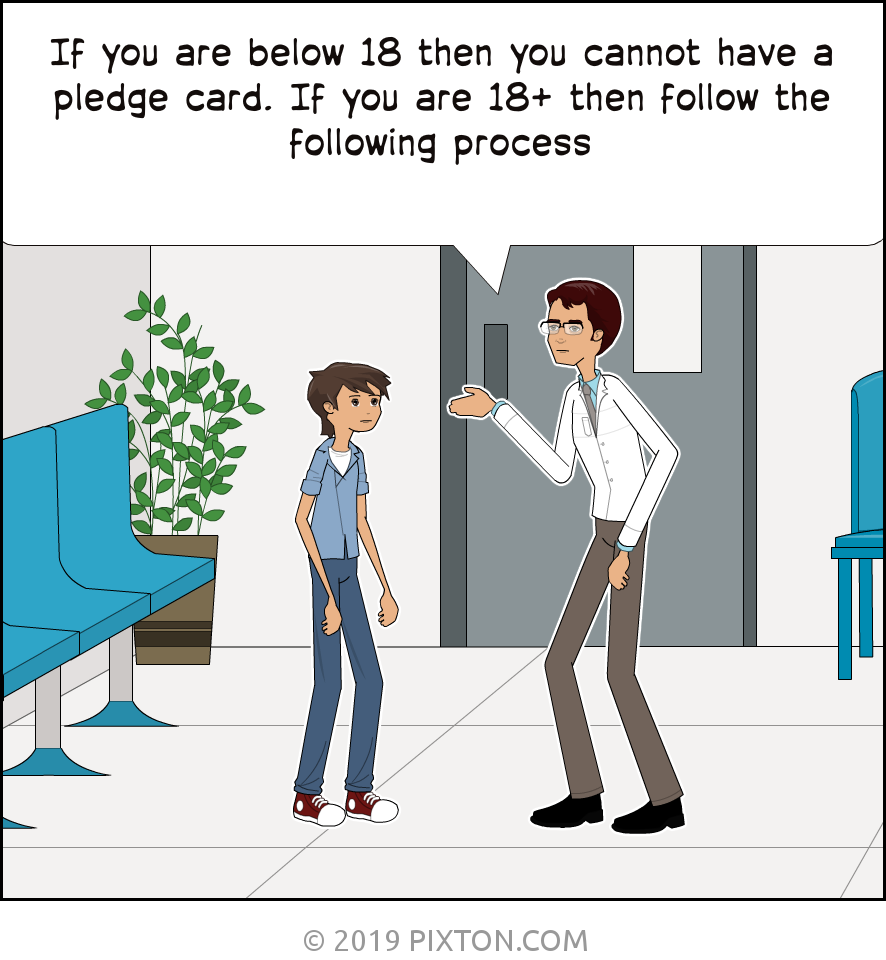 If you are below 18 then you cannot have a
pledge card. If you are 18+ then follow the
following process
© 2019 PIXTON.COM